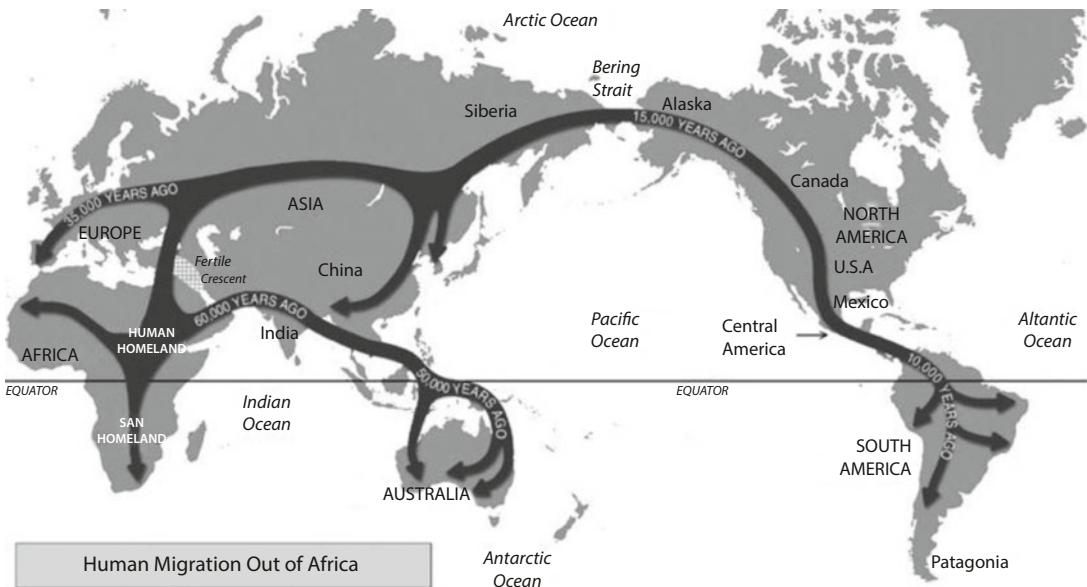 Arctic Ocean
Bering
Strait
Siberia
Alaska
15,000 YEARS AGO
Canada
35,000 YEARS AGO
ASIA
NORTH
AMERICA
EUROPE
Fertile
Crescent
China
U.S.A
60,000 YEARS AGO
Mexico
HUMAN
HOMELAND
India
Pacific
Ocean
Central
America
Altantic
Ocean
AFRICA
10,000 YEARS AGO
50,000 YEARS AGO
EQUATOR
EQUATOR
Indian
Ocean
SAN
HOMELAND
SOUTH
AMERICA
AUSTRALIA
Human Migration Out of Africa
Antarctic
Ocean
Patagonia